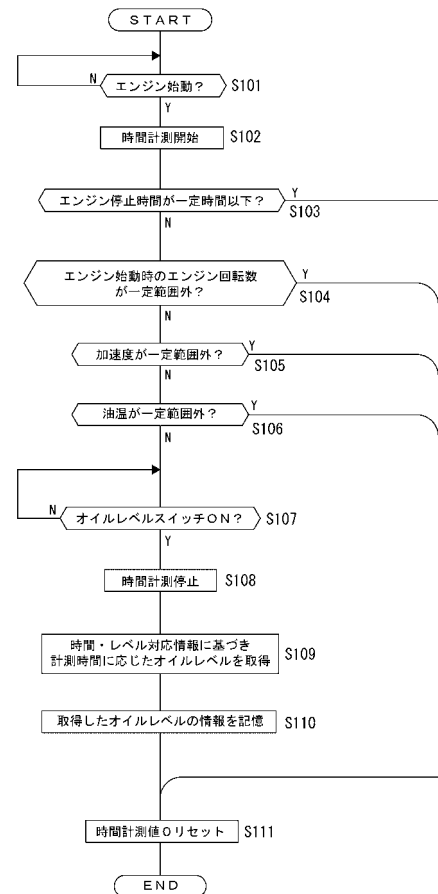 START
N
エンジン始動?
S101
Y
時間計測開始
S102
エンジン停止時間が一定時間以下?
Y
S103
N
エンジン始動時のエンジン回転数
が一定範囲外?
Y
S104
N
加速度が一定範囲外?
Y
S105
N
油温が一定範囲外?
Y
S106
N
N
オイルレベルスイッチON?
S107
Y
時間計測停止
S108
時間・レベル対応情報に基づき
計測時間に応じたオイルレベルを取得
S109
取得したオイルレベルの情報を記憶
S110
時間計測値0リセット
S111
END